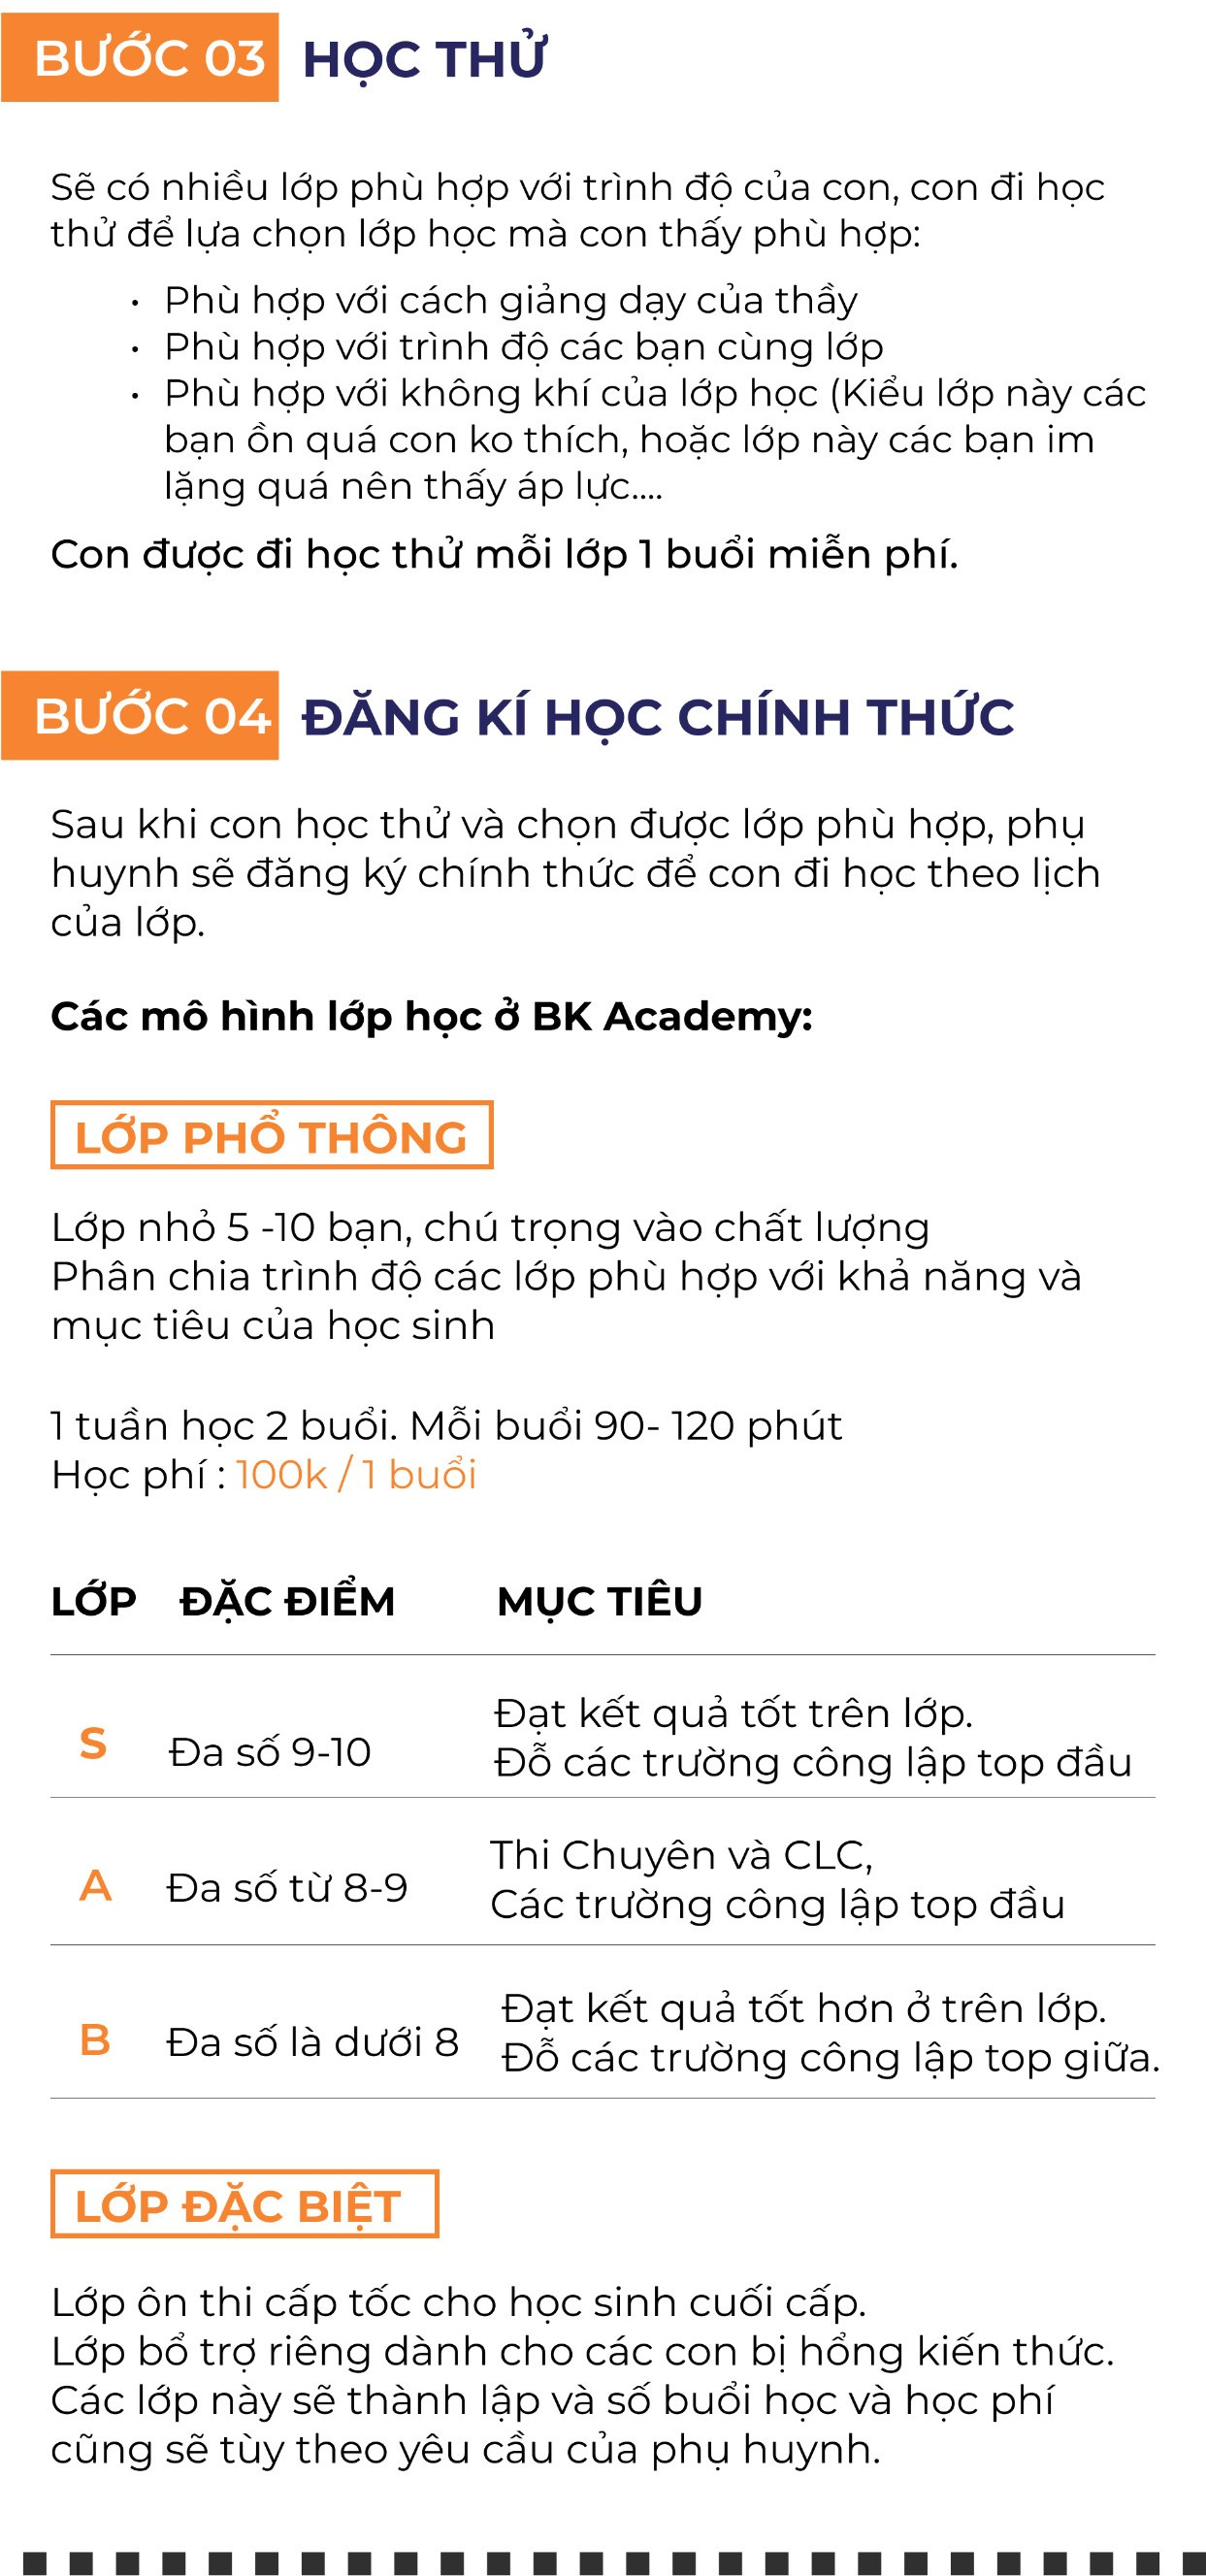 BƯỚC 03 HỌC THỬ
Sẽ có nhiều lớp phù hợp với trình độ của con, con đi học
thử để lựa chọn lớp học mà con thấy phù hợp:
• Phù hợp với cách giảng dạy của thầy
• Phù hợp với trình độ các bạn cùng lớp
• Phù hợp với không khí của lớp học (Kiểu lớp này các
bạn ồn quá con ko thích, hoặc lớp này các bạn im
lặng quá nên thấy áp lực....
Con được đi học thử mỗi lớp 1 buổi miễn phí.
BƯỚC 04 ĐĂNG KÍ HỌC CHÍNH THỨC
Sau khi con học thử và chọn được lớp phù hợp, phụ
huynh sẽ đăng ký chính thức để con đi học theo lịch
của lớp.
Các mô hình lớp học ở BK Academy:
LỚP PHỔ THÔNG
Lớp nhỏ 5 -10 bạn, chú trọng vào chất lượng
Phân chia trình độ các lớp phù hợp với khả năng và
mục tiêu của học sinh
1 tuần học 2 buổi. Mỗi buổi 90- 120 phút
Học phí : 100k / 1 buổi
LỚP ĐẶC ĐIỂM MỤC TIÊU
S Đa số 9-10 Đạt kết quả tốt trên lớp.
Đỗ các trường công lập top đầu
A Đa số từ 8-9 Thi Chuyên và CLC,
Các trường công lập top đầu
B Đa số là dưới 8 Đạt kết quả tốt hơn ở trên lớp.
Đỗ các trường công lập top giữa.
LỚP ĐẶC BIỆT
Lớp ôn thi cấp tốc cho học sinh cuối cấp.
Lớp bổ trợ riêng dành cho các con bị hổng kiến thức.
Các lớp này sẽ thành lập và số buổi học và học phí
cũng sẽ tùy theo yêu cầu của phụ huynh.